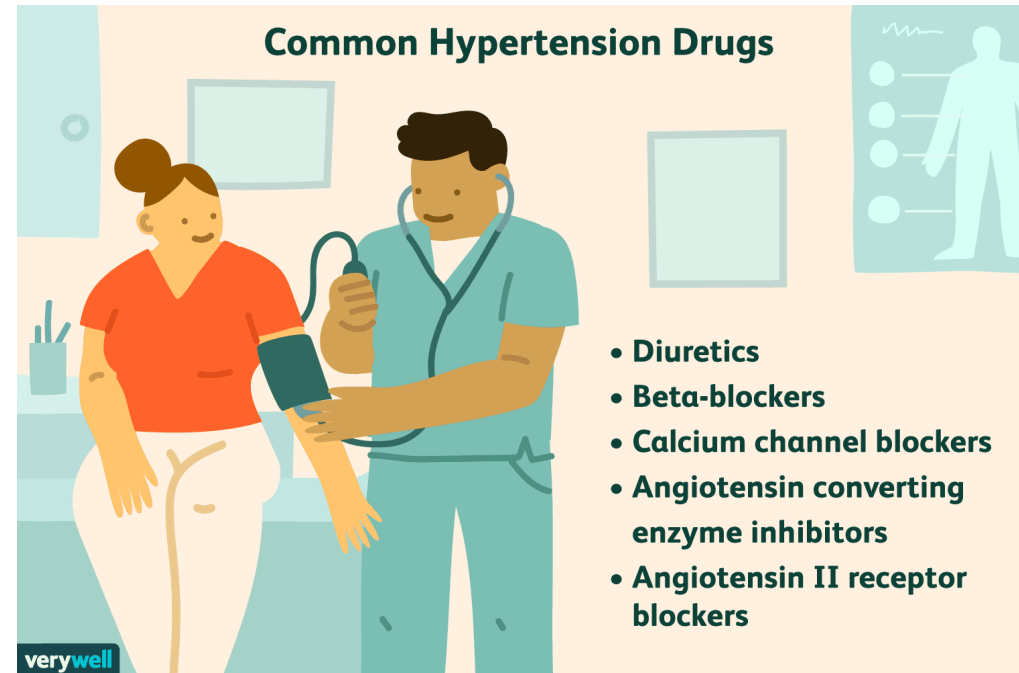 Common Hypertension Drugs
• Diuretics
• Beta-blockers
• Calcium channel blockers
• Angiotensin converting
enzyme inhibitors
• Angiotensin II receptor
blockers
verywell